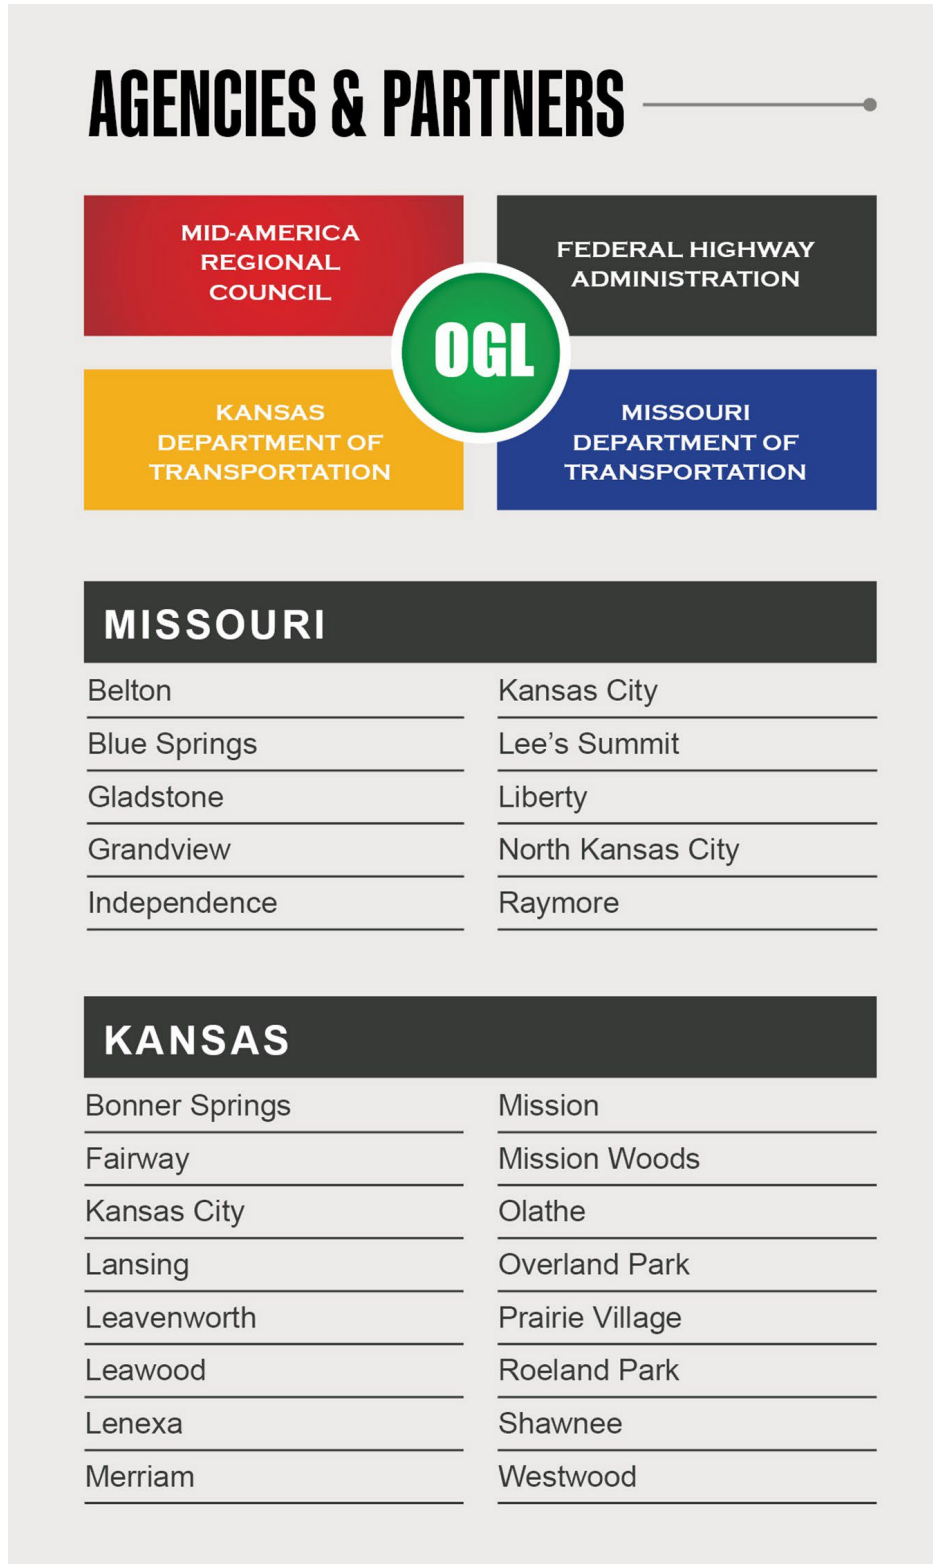 AGENCIES & PARTNERS
MID-AMERICA
REGIONAL
COUNCIL
FEDERAL HIGHWAY
ADMINISTRATION
OGL
KANSAS
DEPARTMENT OF
TRANSPORTATION
MISSOURI
DEPARTMENT OF
TRANSPORTATION
MISSOURI
Belton
Blue Springs
Gladstone
Grandview
Independence
Kansas City
Lee’s Summit
Liberty
North Kansas City
Raymore
KANSAS
Bonner Springs
Fairway
Kansas City
Lansing
Leavenworth
Leawood
Lenexa
Merriam
Mission
Mission Woods
Olathe
Overland Park
Prairie Village
Roeland Park
Shawnee
Westwood